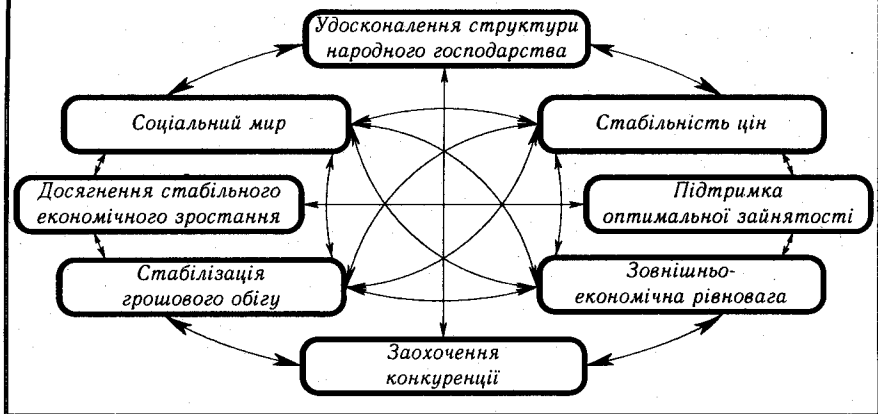 Удосконалення структури
народного господарства
Соціальний мир
Стабільність цін
Досягнення стабільного
економічного зростання
Підтримка
оптимальної зайнятості
Стабілізація
грошового обігу
Зовнішньо-
економічна рівновага
Заохочення
конкуренції